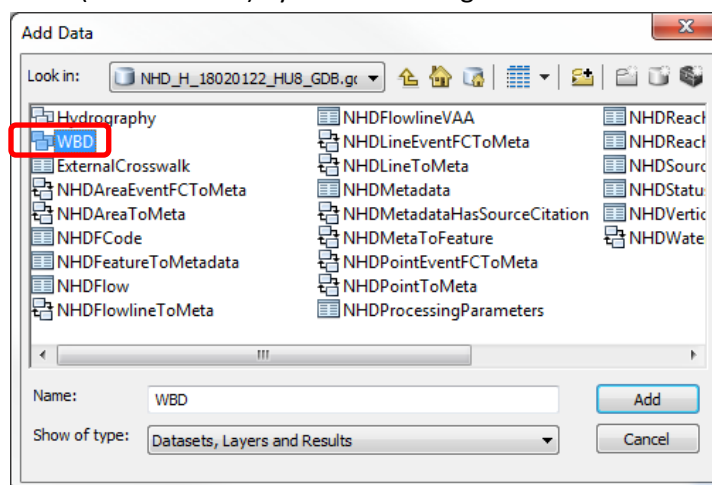 Add Data
Look in: NHD_H_18020122_HU8_GDB.g
Hydrography NHDFlowlineVAA NHDReach
WBD NHDLineEventFCToMeta NHDReach
ExternalCrosswalk NHDLineToMeta NHDSourc
NHDAreaEventFCToMeta NHDMetadata NHDStatu
NHDAreaToMeta NHDMetadataHasSourceCitation NHDVertic
NHDFCode NHDMetaToFeature NHDWate
NHDFeatureToMetadata NHDPointEventFCToMeta
NHDFlow NHDPointToMeta
NHDFlowlineToMeta NHDProcessingParameters
Name: WBD Add
Show of type: Datasets, Layers and Results Cancel